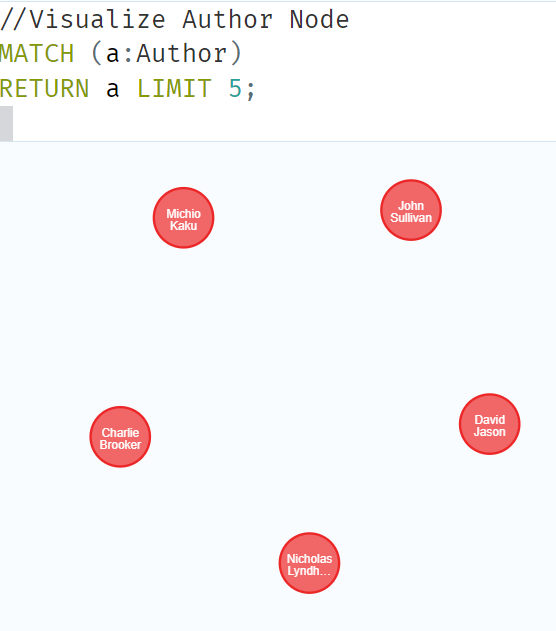 //Visualize Author Node
MATCH (a:Author)
RETURN a LIMIT 5;
Michio
Kaku
John
Sullivan
Charlie
Brooker
David
Jason
Nicholas
Lyndh...